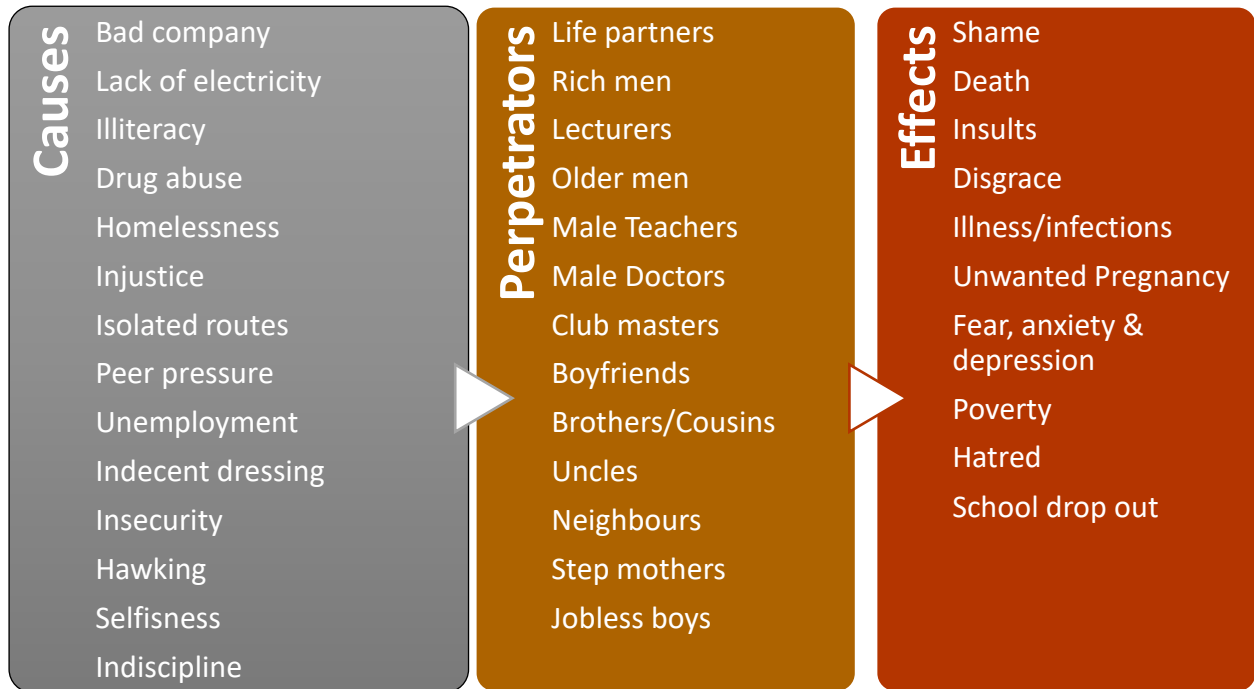 Causes
Bad company
Lack of electricity
Illiteracy
Drug abuse
Homelessness
Injustice
Isolated routes
Peer pressure
Unemployment
Indecent dressing
Insecurity
Hawking
Selfisness
Indiscipline
Perpetrators
Life partners
Rich men
Lecturers
Older men
Male Teachers
Male Doctors
Club masters
Boyfriends
Brothers/Cousins
Uncles
Neighbours
Step mothers
Jobless boys
Effects
Shame
Death
Insults
Disgrace
Illness/infections
Unwanted Pregnancy
Fear, anxiety &
depression
Poverty
Hatred
School drop out